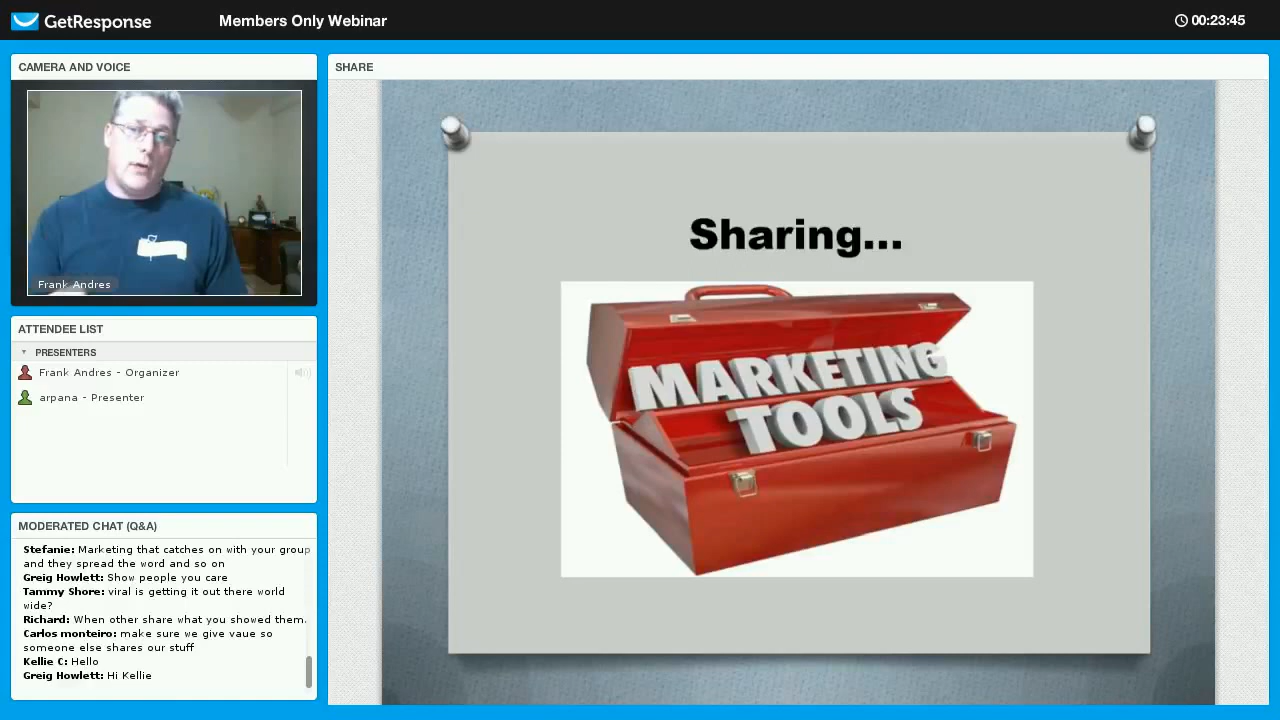 GetResponse
Members Only Webinar
00:23:45
CAMERA AND VOICE
Frank Andres
ATTENDEE LIST
PRESENTERS
Frank Andres - Organizer
arpana - Presenter
MODERATED CHAT (Q&A)
Stefanie: Marketing that catches on with your group
and they spread the word and so on
Greig Howlett: Show people you care
Tammy Shore: viral is getting it out there world
wide?
Richard: When other share what you showed them.
Carlos monteiro: make sure we give vaue so
someone else shares our stuff
Kellie C: Hello
Greig Howlett: Hi Kellie
SHARE
Sharing...
MARKETING
TOOLS